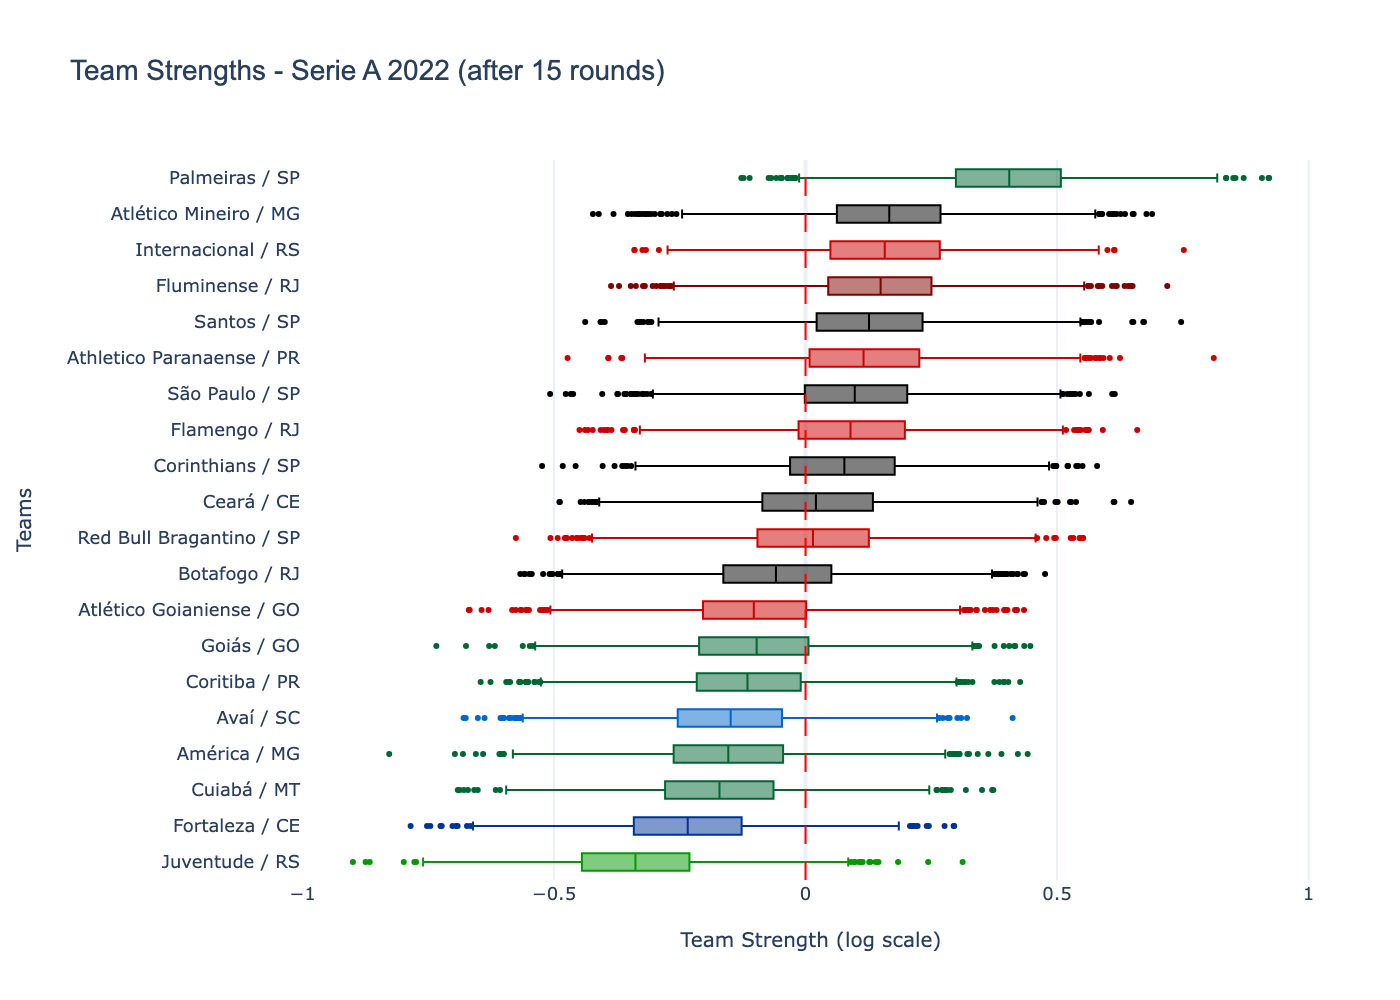 Team Strengths - Serie A 2022 (after 15 rounds)
Palmeiras / SP
Atlético Mineiro / MG
Internacional / RS
Fluminense / RJ
Santos / SP
Athletico Paranaense / PR
São Paulo / SP
Flamengo / RJ
Corinthians / SP
Ceará / CE
Red Bull Bragantino / SP
Botafogo / RJ
Atlético Goianiense / GO
Goiás / GO
Coritiba / PR
Avaí / SC
América / MG
Cuiabá / MT
Fortaleza / CE
Juventude / RS
Teams
−1 −0.5 0 0.5 1
Team Strength (log scale)